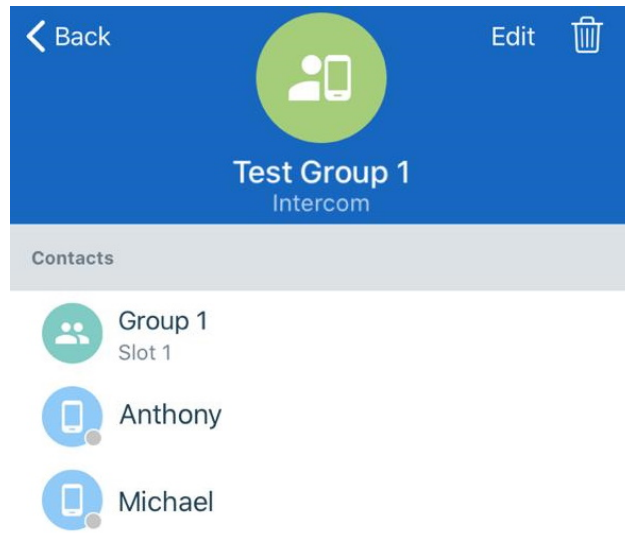 Back
Edit
Test Group 1
Intercom
Contacts
Group 1
Slot 1
Anthony
Michael